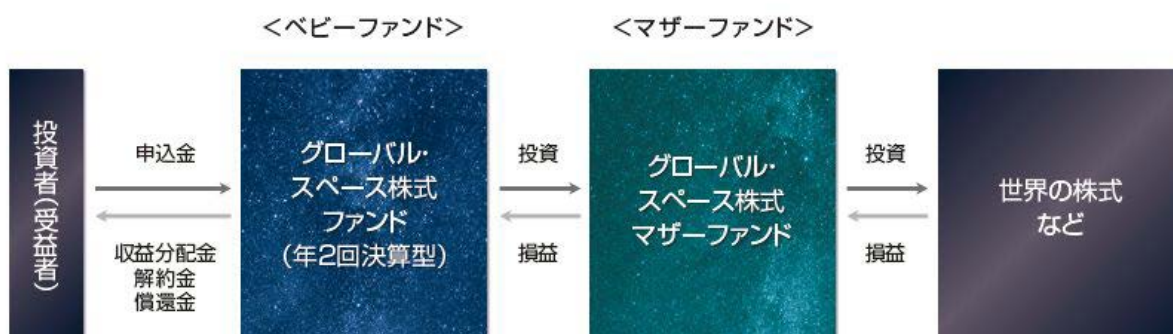 ＜ベビーファンド＞
＜マザーファンド＞
投資者（受益者）
申込金
収益分配金
解約金
償還金
グローバル・
スペース株式
ファンド
（年2回決算型）
投資
損益
グローバル・
スペース株式
マザーファンド
投資
損益
世界の株式
など